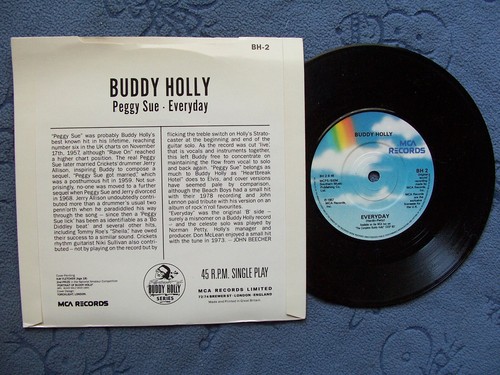 BH-2
BUDDY HOLLY
Peggy Sue · Everyday
"Peggy Sue" was probably Buddy Holly's
best known hit in his lifetime, reaching
number six in the UK charts on November
27th, 1957, although "Rave On" reached
a higher chart position. The real Peggy
Sue later married Crickets' drummer Jerry
Allison, inspiring Buddy to compose a
sequel, "Peggy Sue got married", which
was a posthumous hit in 1959. Not sur-
prisingly, no-one was moved to a further
sequel when Peggy Sue and Jerry divorced
in 1968. Jerry Allison undoubtedly contri-
buted more than a drummer's usual two
penn'orth when he paradiddled his way
through the song — since then a 'Peggy
Sue lick' has been as identifiable as a 'Bo
Diddley beat' and several other hits,
including Tommy Roe's "Sheila", have owed
their success to a similar sound. Crickets
rhythm guitarist Niki Sullivan also contri-
buted – not by playing on the record but by
flicking the treble switch on Holly's Strato-
caster at the beginning and end of the
guitar solo. As the record was cut 'live',
that is vocals and instruments together,
this left Buddy free to concentrate on
maintaining the flow from vocal to solo
and back again. "Peggy Sue" belongs as
much to Buddy Holly as "Heartbreak
Hotel" does to Elvis, and cover versions
have seemed pale by comparison,
although the Beach Boys had a small hit
with their 1978 recording and John
Lennon paid tribute with his version on an
album of rock'n'roll favourites.
"Everyday" was the original 'B' side –
surely a misnomer on a Buddy Holly record
– and the celeste solo was played by
Norman Petty, Holly's manager and
producer. Don McLean enjoyed a small hit
with the tune in 1973. – JOHN BEECHER
MCA RECORDS
BUDDY HOLLY
SERIES
45 R.P.M. SINGLE PLAY
MCA RECORDS LIMITED
72/74 BREWER ST · LONDON · ENGLAND
Made and Printed in Great Britain
BUDDY HOLLY
MCA RECORDS
BH 2
EVERYDAY